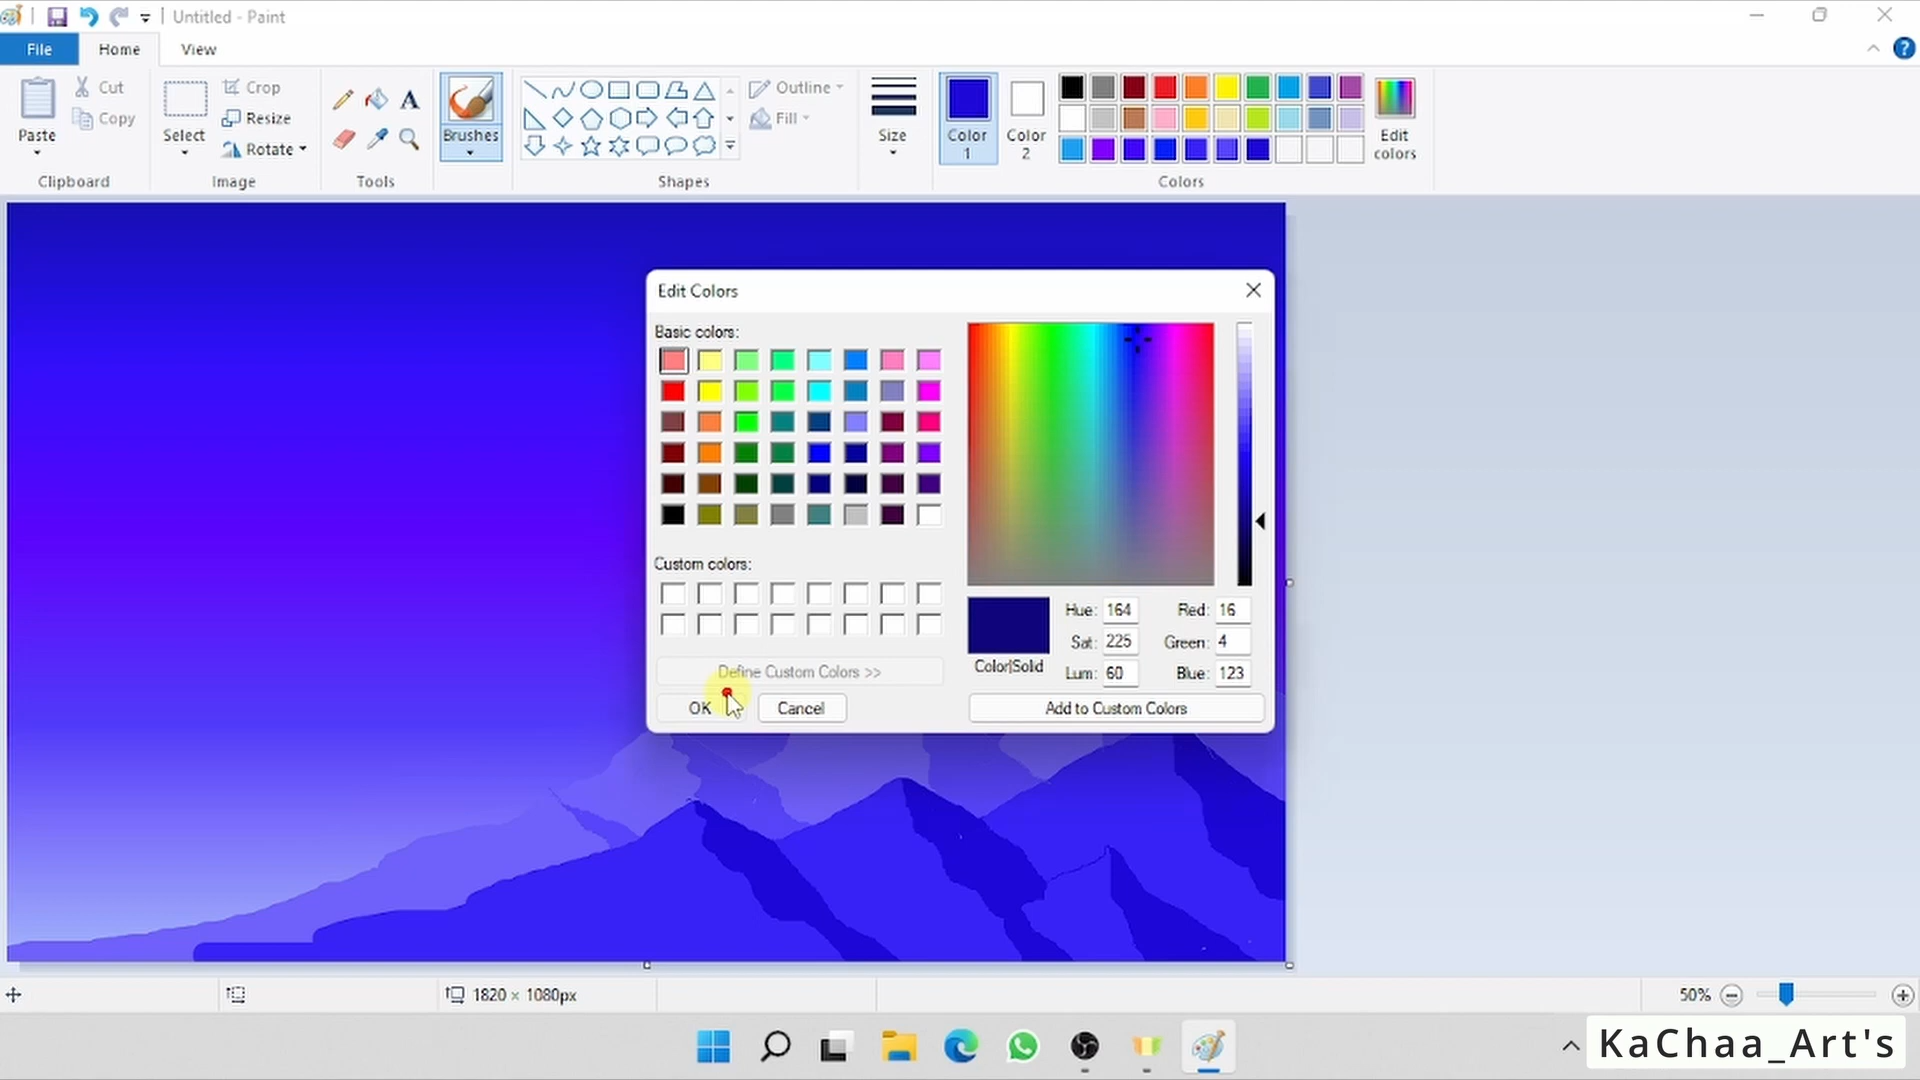 Untitled - Paint
File Home View
Paste
Cut
Copy
Clipboard
Select
Crop
Resize
Rotate
Image
A
Tools
Brushes
Outline
Fill
Shapes
Size
Color 1
Color 2
Edit colors
Colors
Edit Colors
Basic colors:
Custom colors:
Define Custom Colors >>
OK Cancel
Color|Solid
Hue: 164 Red: 16
Sat: 225 Green: 4
Lum: 60 Blue: 123
Add to Custom Colors
1820 × 1080px
50%
KaChaa_Art's